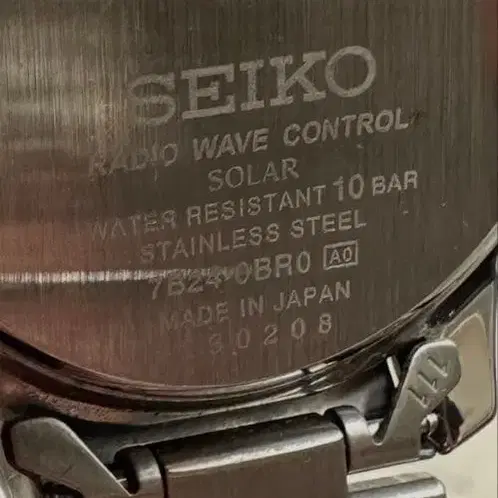 SEIKO
RADIO WAVE CONTROL
SOLAR
WATER RESISTANT 10 BAR
STAINLESS STEEL
7B24-0BR0 A0
MADE IN JAPAN
30208